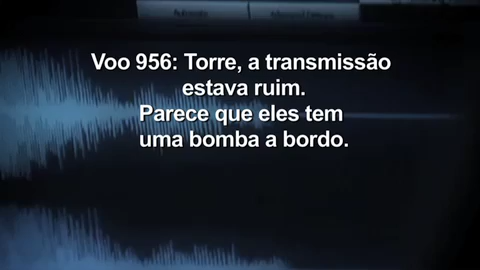 Voo 956: Torre, a transmissão
estava ruim.
Parece que eles tem
uma bomba a bordo.